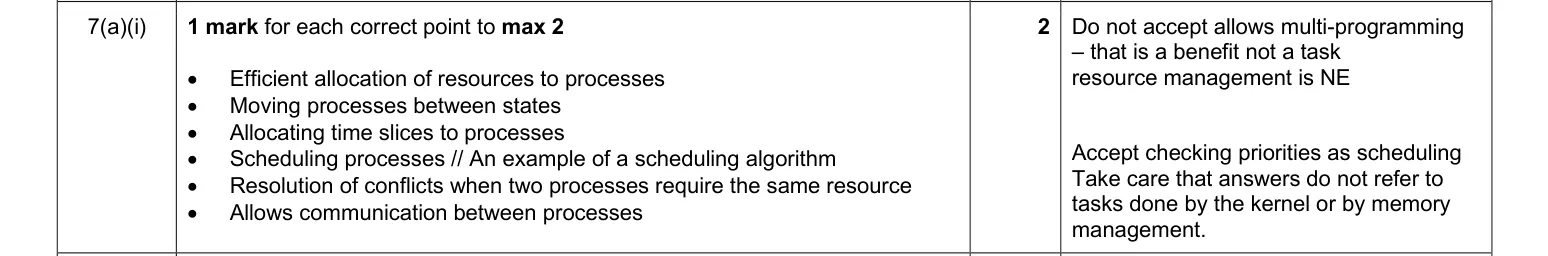 7(a)(i)
1 mark for each correct point to max 2
• Efficient allocation of resources to processes
• Moving processes between states
• Allocating time slices to processes
• Scheduling processes // An example of a scheduling algorithm
• Resolution of conflicts when two processes require the same resource
• Allows communication between processes
2
Do not accept allows multi-programming
– that is a benefit not a task
resource management is NE
Accept checking priorities as scheduling
Take care that answers do not refer to
tasks done by the kernel or by memory
management.